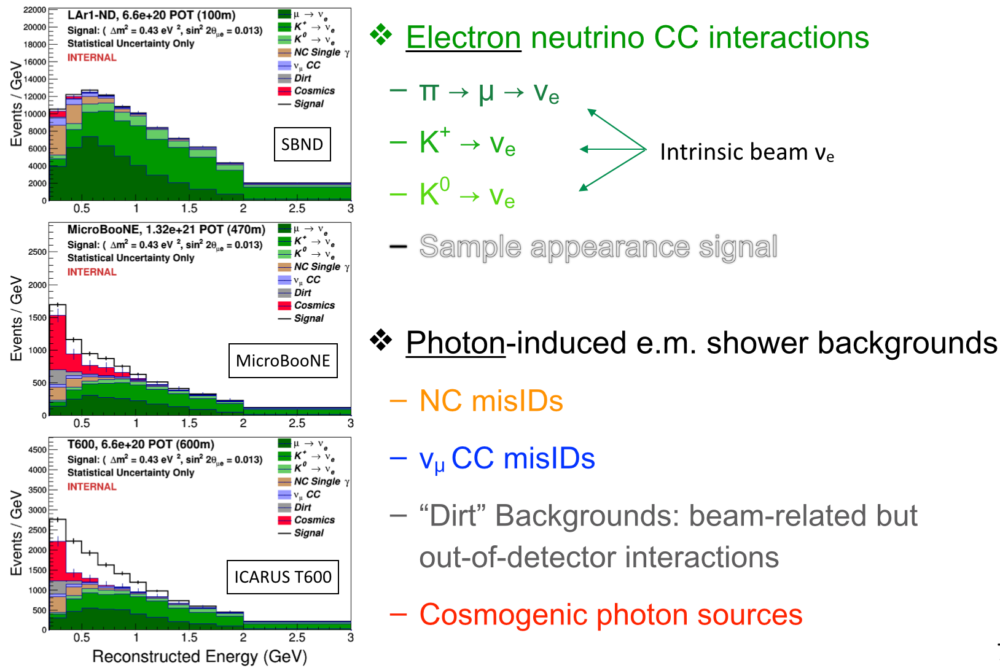 22000
20000
18000
16000
14000
12000
10000
8000
6000
4000
2000
0
Events / GeV
LAr1-ND, 6.6e+20 POT (100m)
Signal: ( Δm² = 0.43 eV ², sin² 2θμe = 0.013)
Statistical Uncertainty Only
INTERNAL
μ → νe
K⁺ → νe
K⁰ → νe
NC Single γ
νμ CC
Dirt
Cosmics
Signal
SBND
0.5 1 1.5 2 2.5 3
2500
2000
1500
1000
500
0
Events / GeV
MicroBooNE, 1.32e+21 POT (470m)
Signal: ( Δm² = 0.43 eV ², sin² 2θμe = 0.013)
Statistical Uncertainty Only
INTERNAL
μ → νe
K⁺ → νe
K⁰ → νe
NC Single γ
νμ CC
Dirt
Cosmics
Signal
MicroBooNE
0.5 1 1.5 2 2.5 3
4500
4000
3500
3000
2500
2000
1500
1000
500
0
Events / GeV
T600, 6.6e+20 POT (600m)
Signal: ( Δm² = 0.43 eV ², sin² 2θμe = 0.013)
Statistical Uncertainty Only
INTERNAL
μ → νe
K⁺ → νe
K⁰ → νe
NC Single γ
νμ CC
Dirt
Cosmics
Signal
ICARUS T600
0.5 1 1.5 2 2.5 3
Reconstructed Energy (GeV)
❖ Electron neutrino CC interactions
– π → μ → νe
– K⁺ → νe
– K⁰ → νe
Intrinsic beam νe
– Sample appearance signal
❖ Photon-induced e.m. shower backgrounds
– NC misIDs
– νμ CC misIDs
– “Dirt” Backgrounds: beam-related but
out-of-detector interactions
– Cosmogenic photon sources